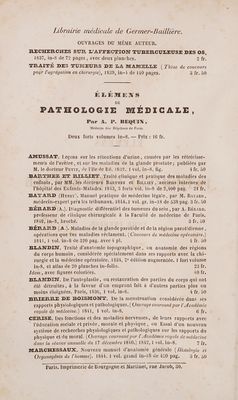 Librairie médicale de Germer-Baillière.
OUVRAGES DU MÊME AUTEUR.
RECHERCHES SUR L'AFFECTION TUBERCULEUSE DES OS,
1837, in-8 de 72 pages, avec deux planches. 2 fr.
TRAITÉ DES TUMEURS DE LA MAMELLE (Thèse de concours
pour l'agrégation en chirurgie), 1839, in-4 de 149 pages. 3 fr. 50
ÉLÉMENS
DE
PATHOLOGIE MÉDICALE,
Par A. P. REQUIN,
Médecin des Hôpitaux de Paris.
Deux forts volumes in-8. — Prix: 16 fr.
AMUSSAT. Leçons sur les rétentions d'urine, causées par les rétrécisse-
mens de l'urètre, et sur les maladies de la glande prostate; publiées par
M. le docteur PETIT, de l'Ile de Ré. 1832, 1 vol. in-8, fig. 4 fr. 50
BARTHEZ ET RILLIET. Traité clinique et pratique des maladies des
enfants, par MM. les docteurs BARTHEZ et RILLIET, anciens internes de
l'hôpital des Enfants-Malades. 1843, 3 forts vol. in-8, 2,900 pag. 21 fr.
BAYARD (Henri). Manuel pratique de médecine légale, par M. BAYARD,
médecin-expert près les tribunaux. 1844, 1 vol. gr. in-18 de 538 pag. 3 fr. 50
BÉRARD (A.). Diagnostic différentiel des tumeurs du sein, par A. BÉRARD,
professeur de clinique chirurgicale à la Faculté de médecine de Paris.
1842, in-8, broché. 3 fr. 50
BÉRARD (A.). Maladies de la glande parotide et de la région parotidienne,
opérations que ces maladies réclament. (Concours de médecine opératoire,)
1841, 1 vol. in-8 de 320 pag. avec 4 pl. 4 fr. 50
BLANDIN. Traité d'anatomie topographique, ou anatomie des régions
du corps humain, considérée spécialement dans ses rapports avec la chi-
rurgie et la médecine opératoire. 1834, 2e édition augmentée, 1 fort volume
in-8, et atlas de 20 planches in-folio. 23 fr.
Idem, avec figures coloriées. 40 fr.
BLANDIN. De l'autoplastie, ou restauration des parties du corps qui ont
été détruites, à la faveur d'un emprunt fait à d'autres parties plus ou
moins éloignées, Paris, 1836, 1 vol. in-8. 4 fr. 50
BRIERRE DE BOISMONT. De la menstruation considérée dans ses
rapports physiologiques et pathologiques, (Ouvrage couronné par l'Académie
royale de médecine.) 1842, 1 vol. in-8. 6 fr.
CERISE, Des fonctions et des maladies nerveuses, de leurs rapports avec
l'éducation sociale et privée, morale et physique, ou Essai d'un nouveau
système de recherches physiologiques et pathologiques sur les rapports du
physique et du moral. (Ouvrage couronné par l'Académie royale de médecine
dans la séance annuelle du 17 décembre 1840.) 1842, 1 vol. in-8. 7 fr.
MARCHESSAUX. Nouveau manuel d'anatomie générale (Histologie et
Organogénie de l'homme). 1844. 1 vol. grand in-18 de 420 pag. 3 fr. 50
Paris, Imprimerie de Bourgogne et Martinet, rue Jacob, 30.